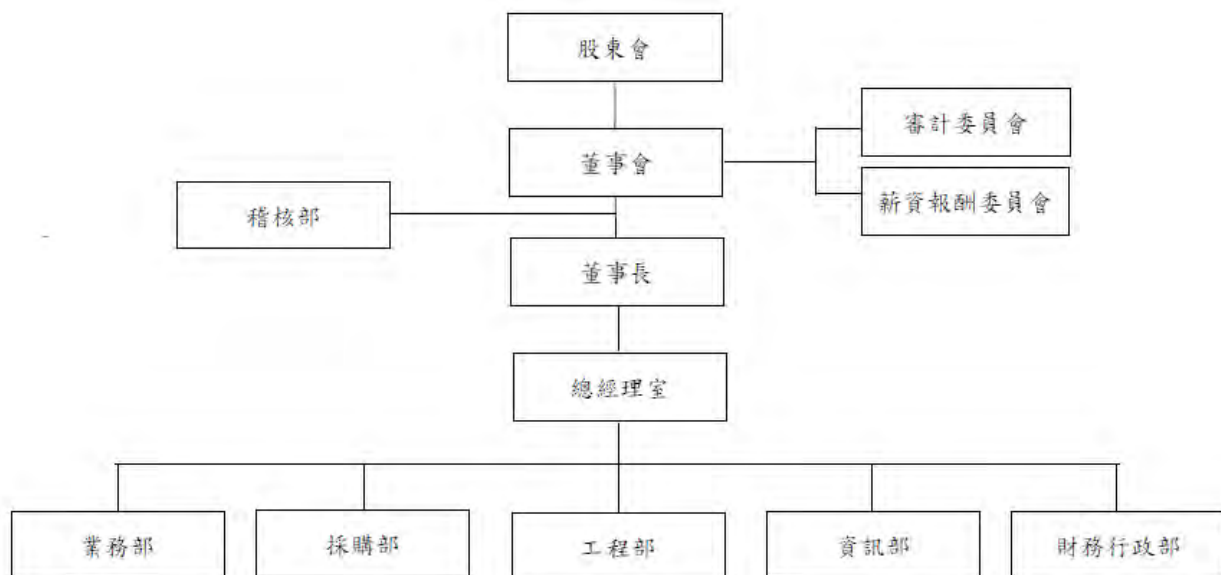 股東會
審計委員會
董事會
薪資報酬委員會
稽核部
董事長
總經理室
業務部
採購部
工程部
資訊部
財務行政部